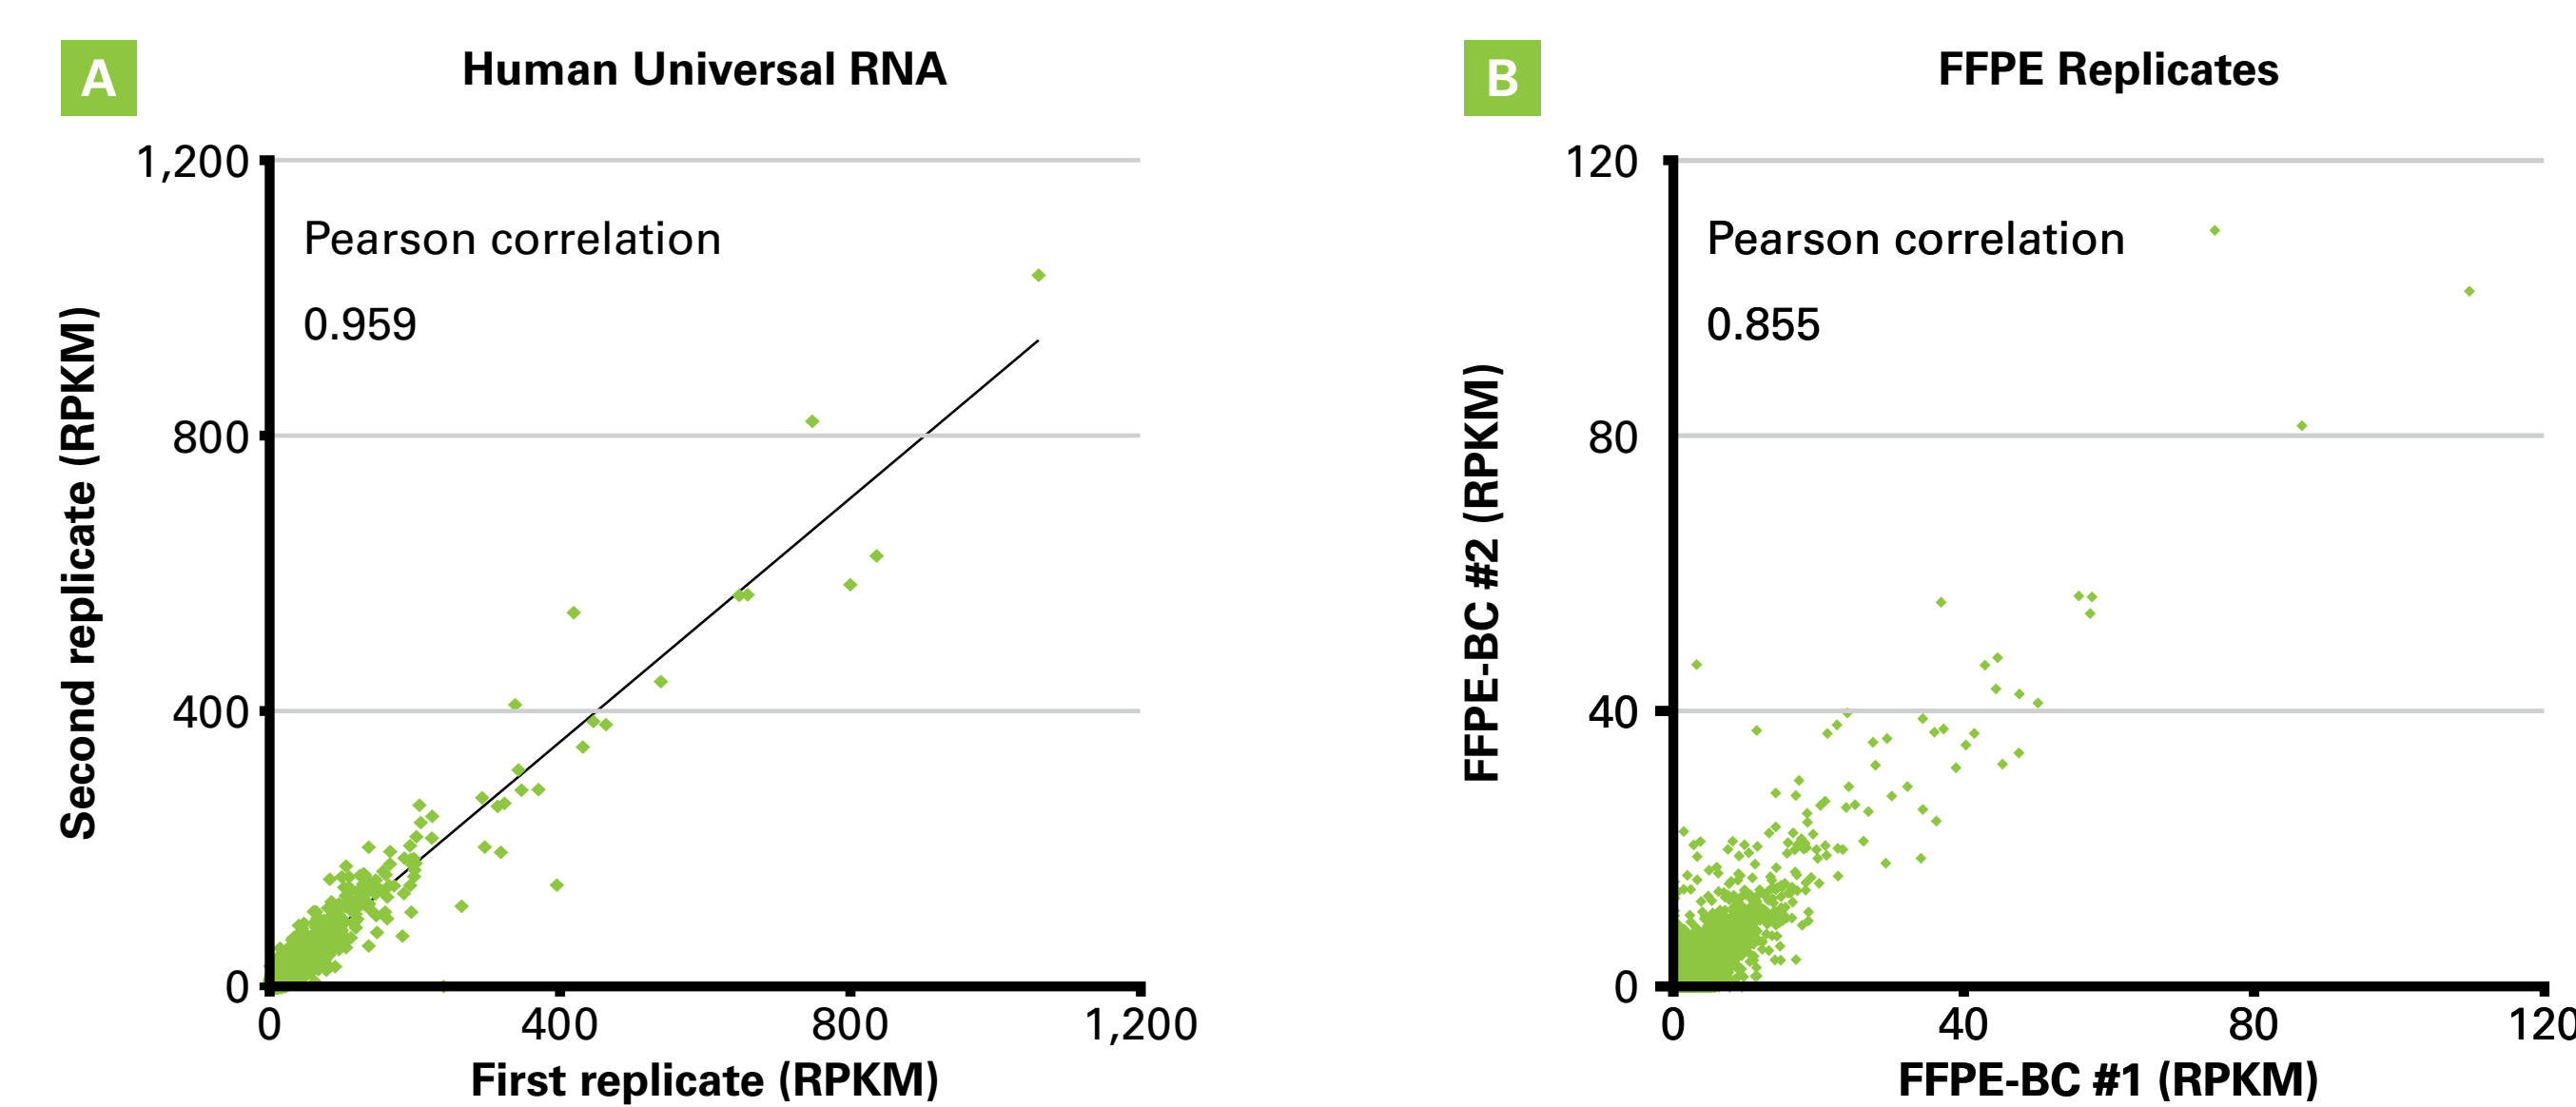 A
Human Universal RNA
1,200
800
400
0
Pearson correlation
0.959
Second replicate (RPKM)
0
400
800
1,200
First replicate (RPKM)
B
FFPE Replicates
120
80
40
0
Pearson correlation
0.855
FFPE-BC #2 (RPKM)
0
40
80
120
FFPE-BC #1 (RPKM)